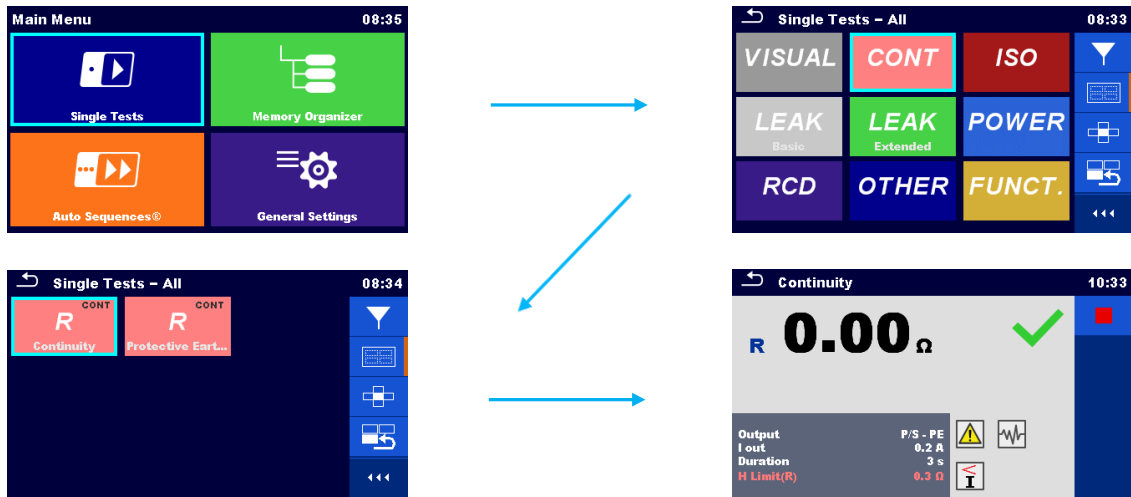 Main Menu 08:35
Single Tests
Memory Organizer
Auto Sequences®
General Settings
Single Tests – All 08:33
VISUAL CONT ISO
LEAK LEAK POWER
Basic Extended
RCD OTHER FUNCT.
Single Tests – All 08:34
CONT CONT
R R
Continuity Protective Eart...
Continuity 10:33
R 0.00 Ω
Output P/S - PE
I out 0.2 A
Duration 3 s
H Limit(R) 0.3 Ω
< I